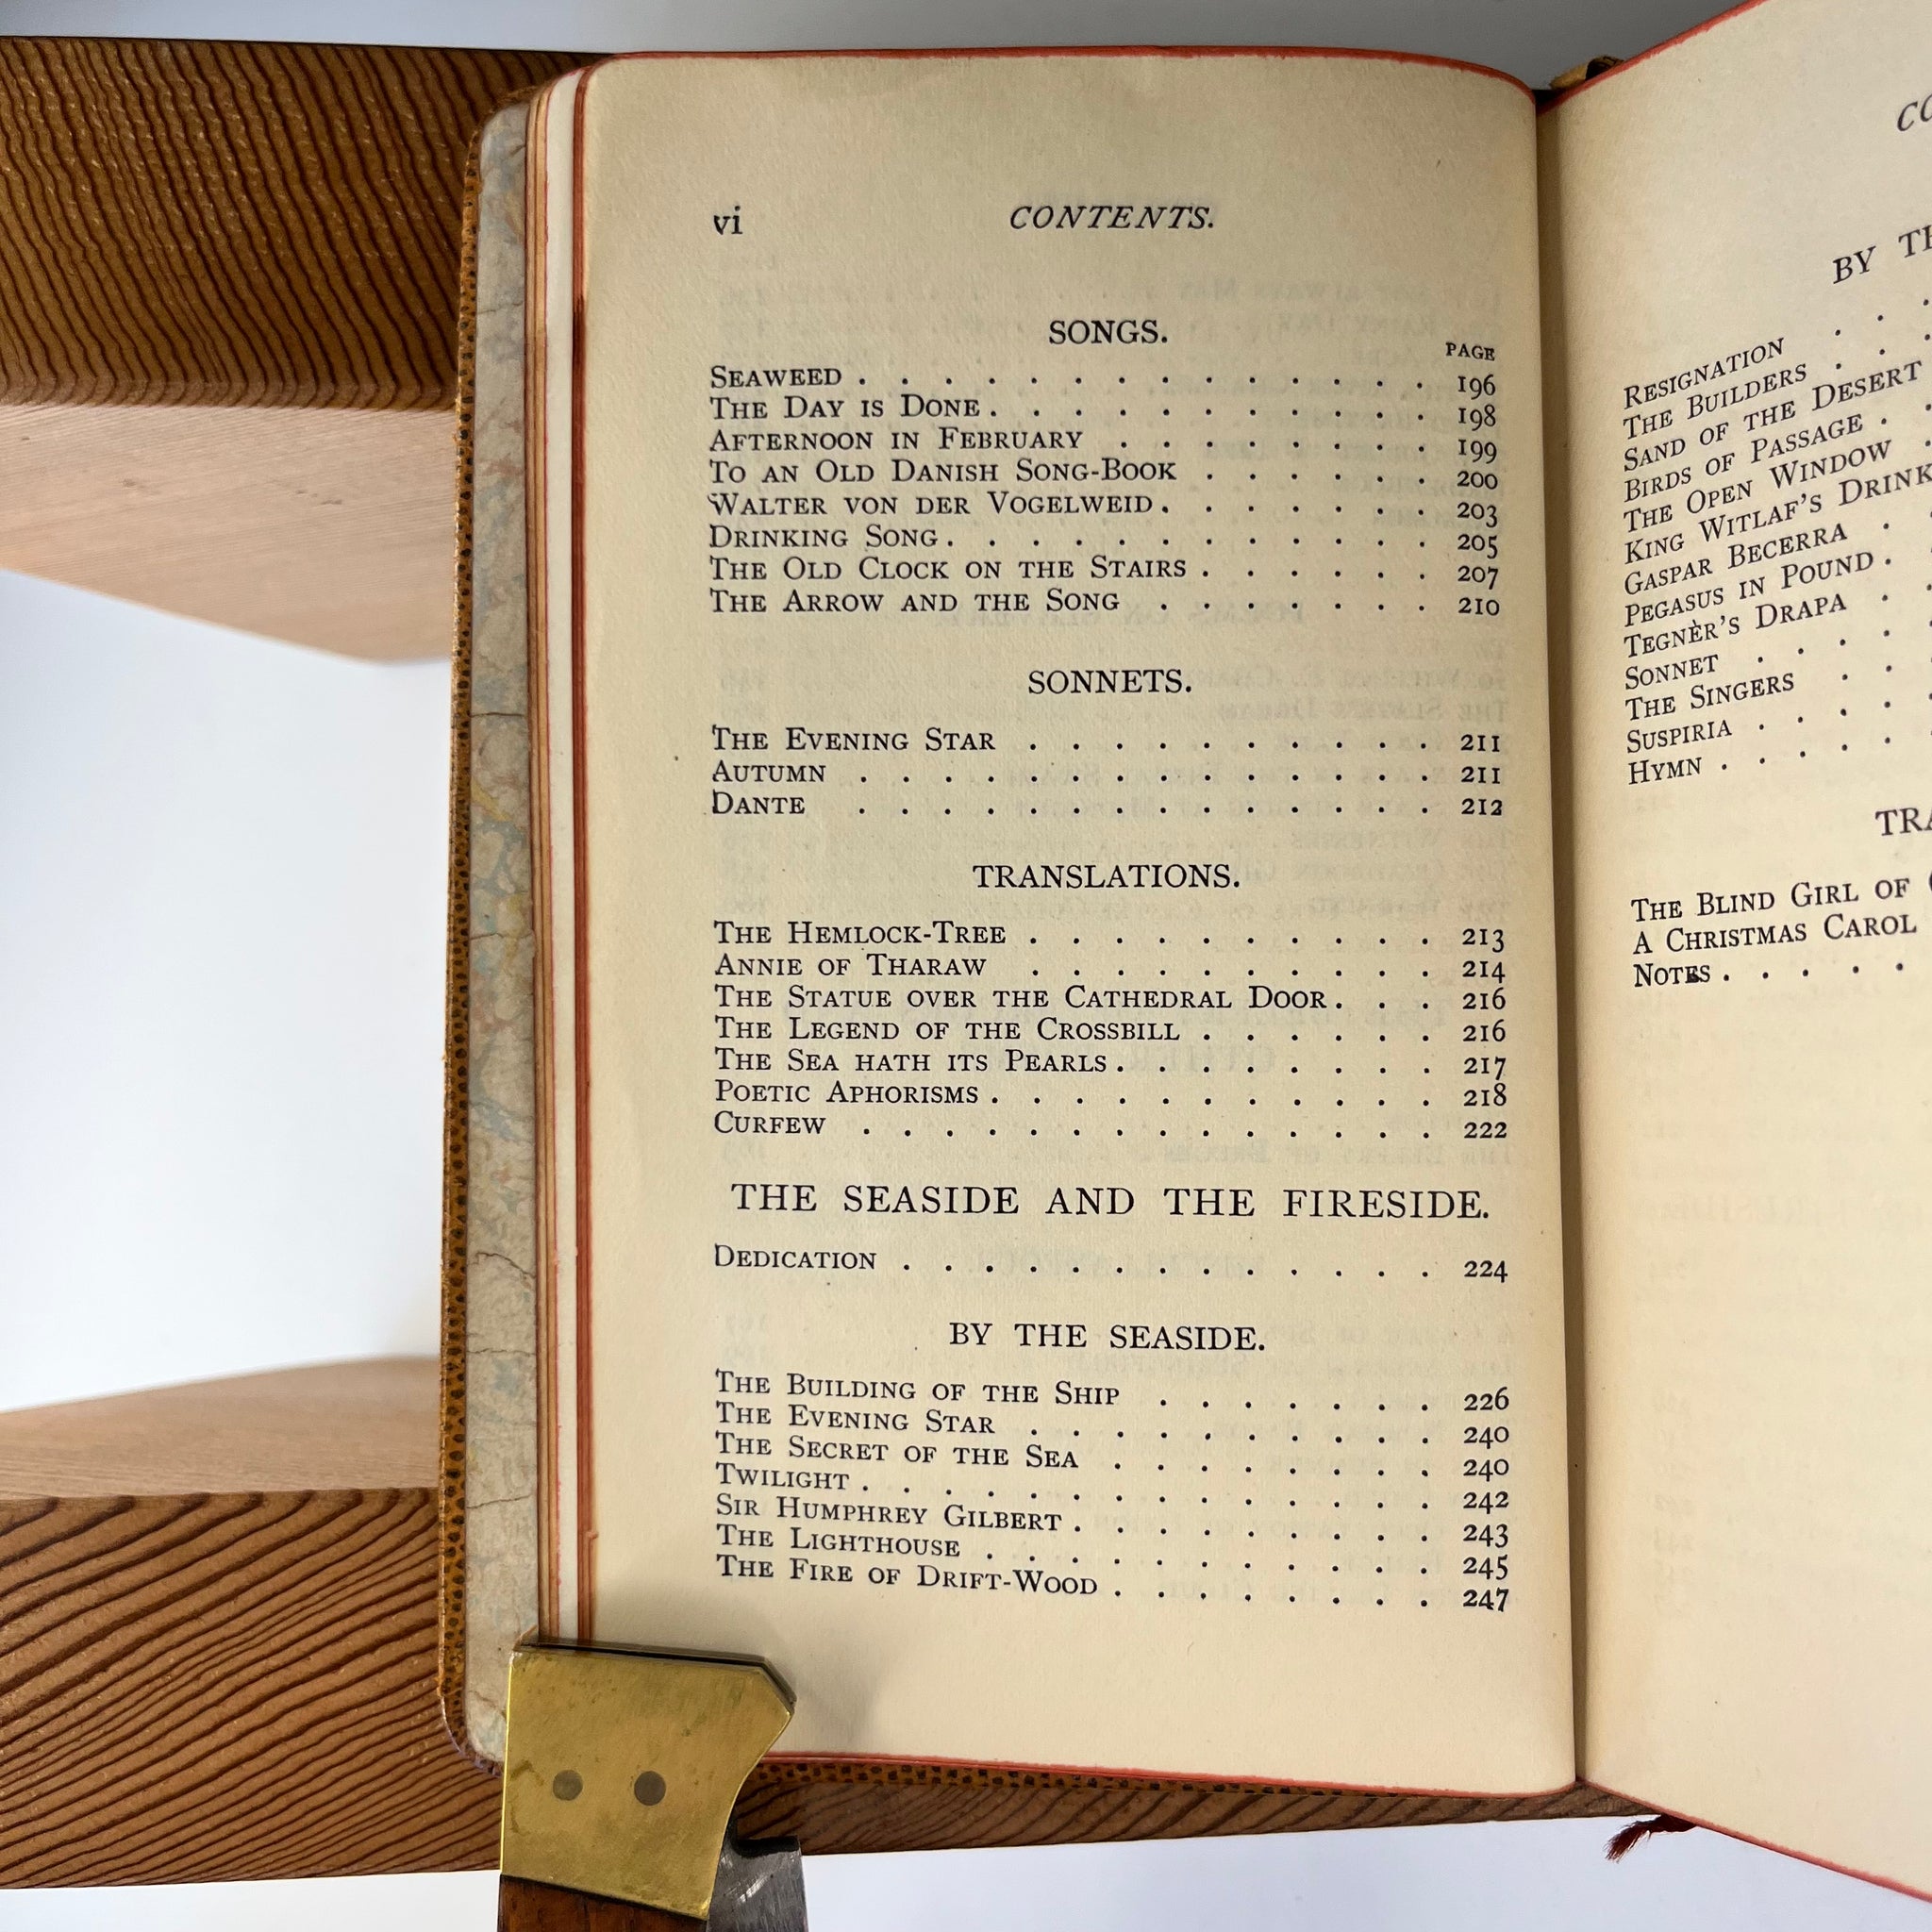 vi CONTENTS.
SONGS.
PAGE
SEAWEED . . . . . . . . . . . . . . 196
THE DAY IS DONE . . . . . . . . . . . 198
AFTERNOON IN FEBRUARY . . . . . . . . 199
TO AN OLD DANISH SONG-BOOK . . . . . . 200
WALTER VON DER VOGELWEID . . . . . . . 203
DRINKING SONG . . . . . . . . . . . . 205
THE OLD CLOCK ON THE STAIRS . . . . . . 207
THE ARROW AND THE SONG . . . . . . . 210
SONNETS.
THE EVENING STAR . . . . . . . . . . 211
AUTUMN . . . . . . . . . . . . . . 211
DANTE . . . . . . . . . . . . . . 212
TRANSLATIONS.
THE HEMLOCK-TREE . . . . . . . . . . 213
ANNIE OF THARAW . . . . . . . . . . 214
THE STATUE OVER THE CATHEDRAL DOOR . . . 216
THE LEGEND OF THE CROSSBILL . . . . . . 216
THE SEA HATH ITS PEARLS . . . . . . . . 217
POETIC APHORISMS . . . . . . . . . . . 218
CURFEW . . . . . . . . . . . . . . 222
THE SEASIDE AND THE FIRESIDE.
DEDICATION . . . . . . . . . . . . . 224
BY THE SEASIDE.
THE BUILDING OF THE SHIP . . . . . . . 226
THE EVENING STAR . . . . . . . . . . 240
THE SECRET OF THE SEA . . . . . . . . 240
TWILIGHT . . . . . . . . . . . . . . 242
SIR HUMPHREY GILBERT . . . . . . . . . 243
THE LIGHTHOUSE . . . . . . . . . . . 245
THE FIRE OF DRIFT-WOOD . . . . . . . . 247
BY
RESIGNATION . .
THE BUILDERS . . .
SAND OF THE DESERT
BIRDS OF PASSAGE . .
THE OPEN WINDOW .
KING WITLAF'S
GASPAR BECERRA . .
PEGASUS IN POUND .
TEGNÈR'S DRAPA . .
SONNET . . . . .
THE SINGERS . . .
SUSPIRIA . . . . .
HYMN . . . . . .
THE BLIND GIRL OF
A CHRISTMAS CAROL
NOTES . . . . .